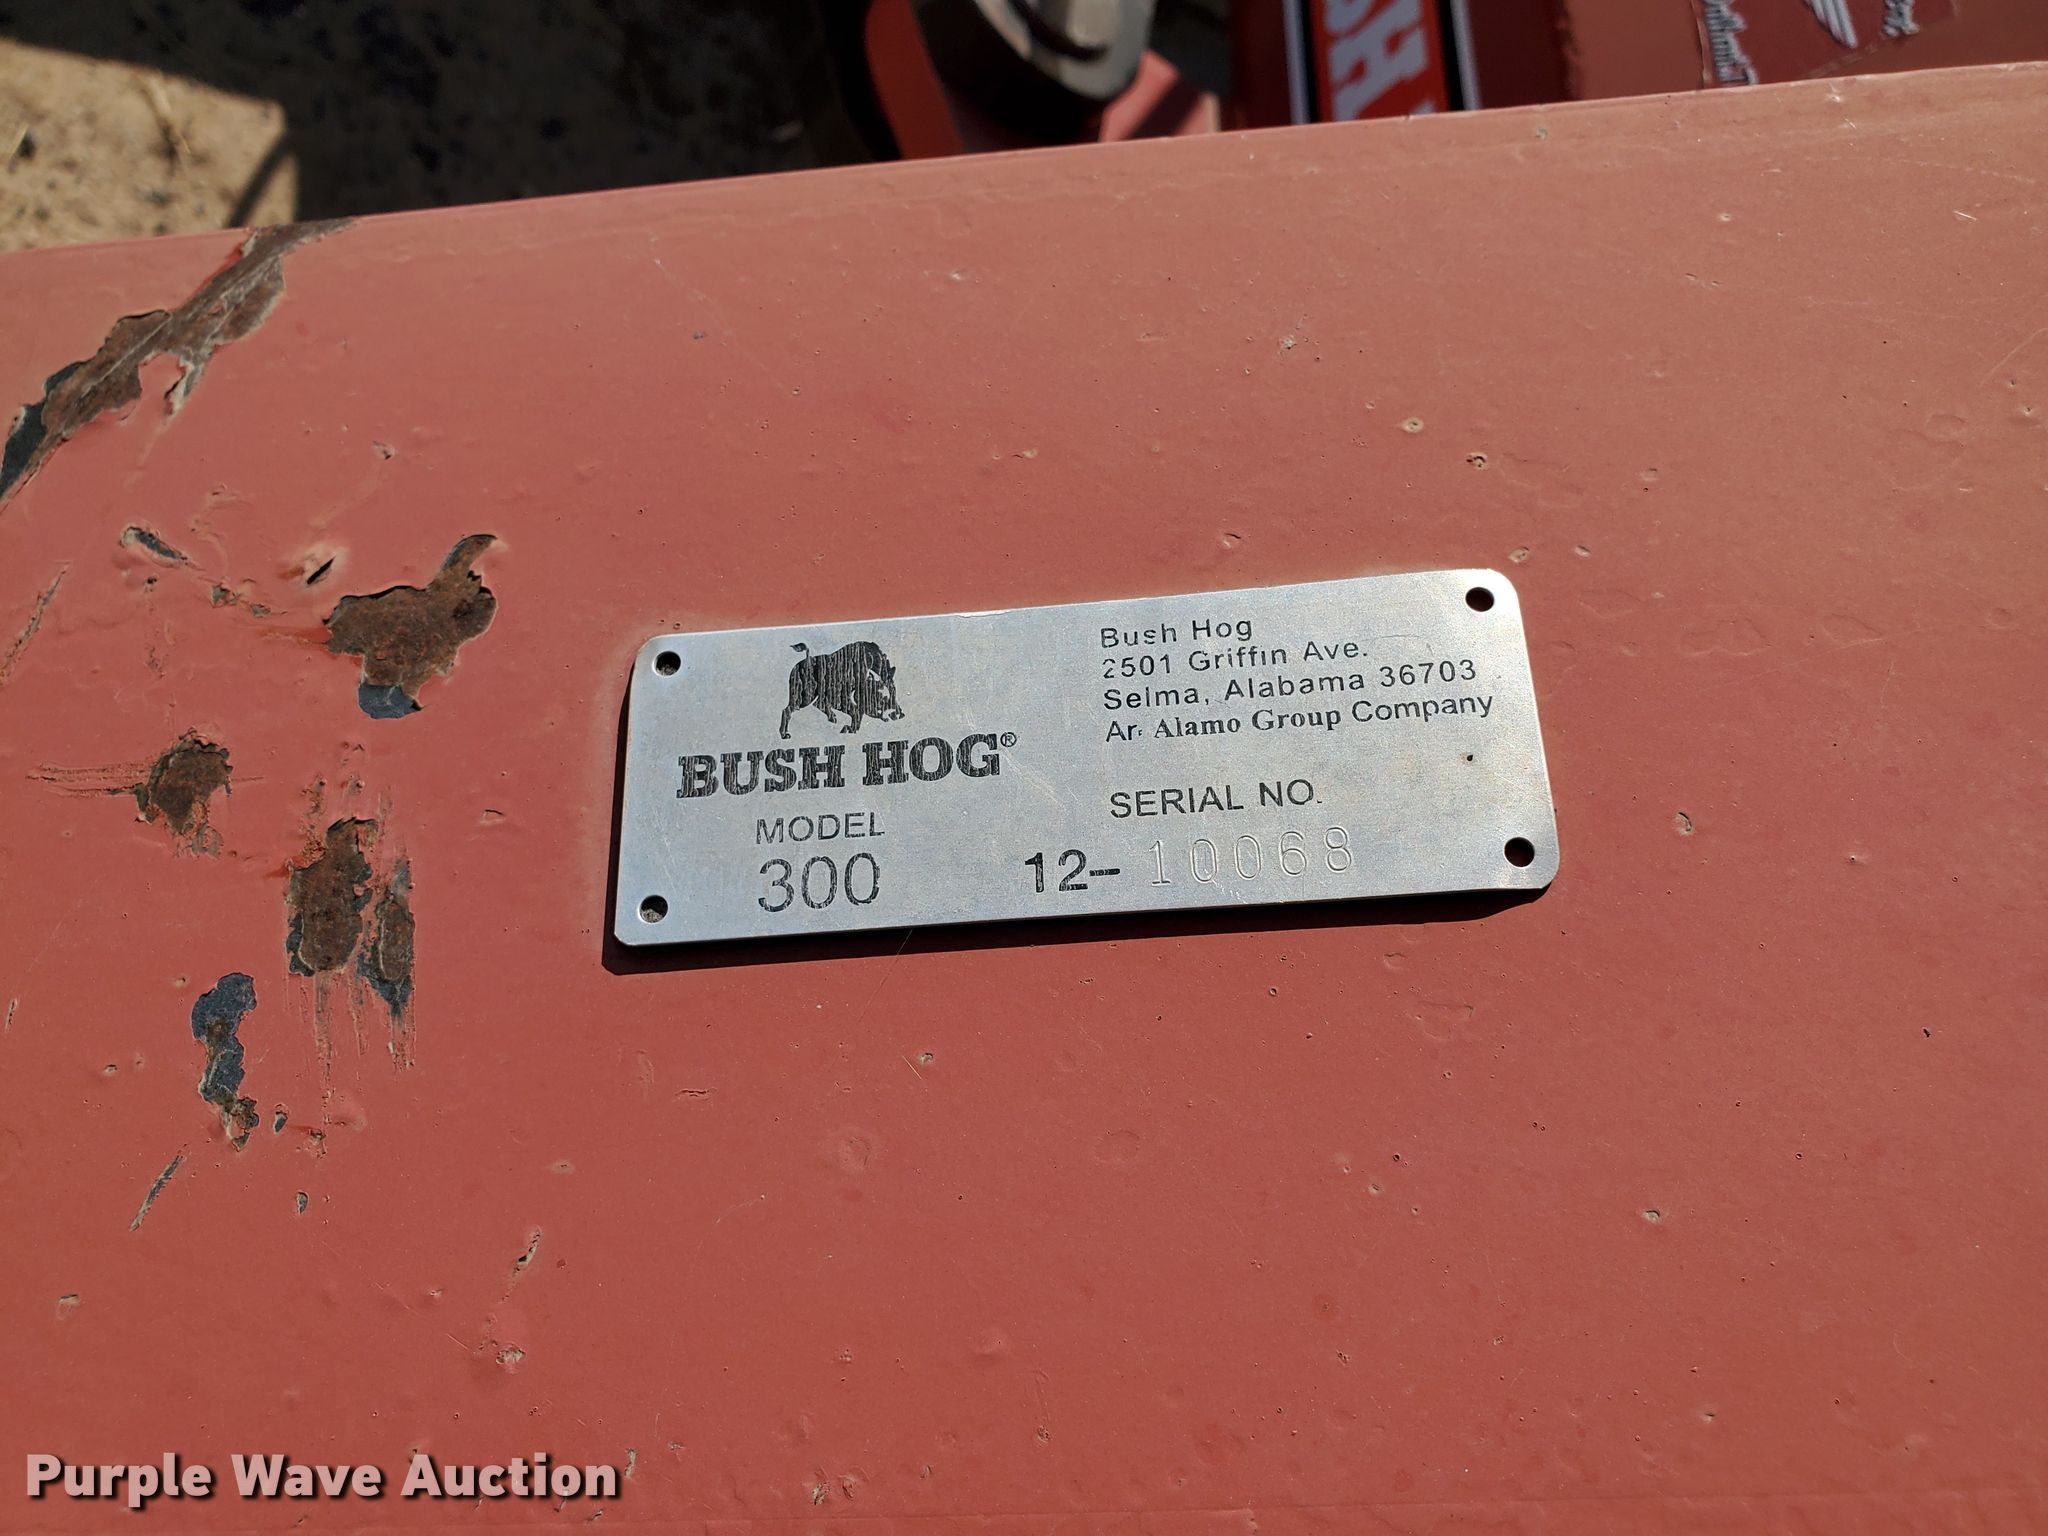 Bush Hog
2501 Griffin Ave.
Selma, Alabama 36703
Alamo Group Company
BUSH HOG®
MODEL
300
SERIAL NO.
12-10068
Purple Wave Auction